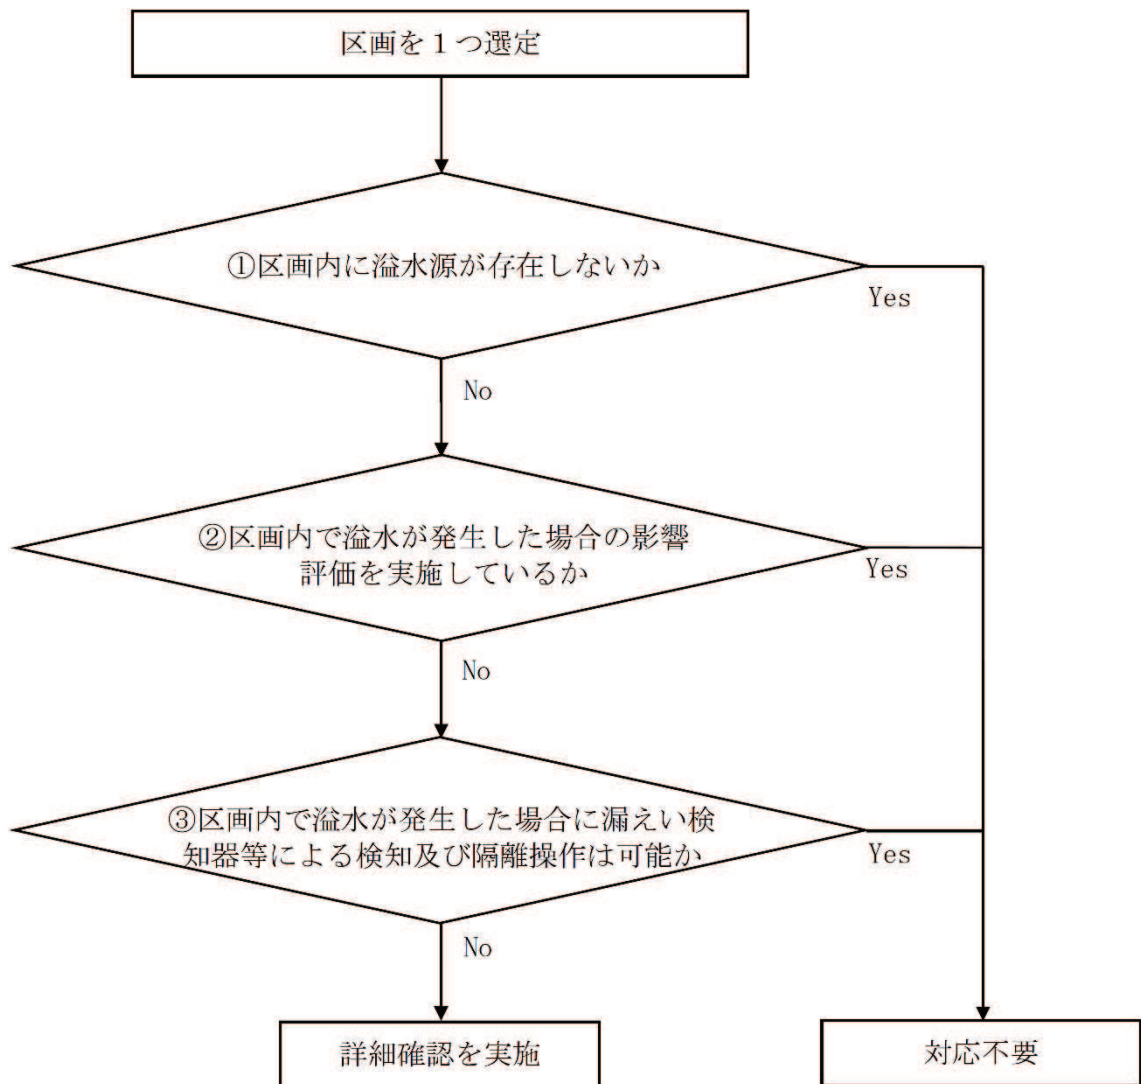 区画を１つ選定
①区画内に溢水源が存在しないか
Yes
No
②区画内で溢水が発生した場合の影響
評価を実施しているか
Yes
No
③区画内で溢水が発生した場合に漏えい検
知器等による検知及び隔離操作は可能か
Yes
No
詳細確認を実施
対応不要